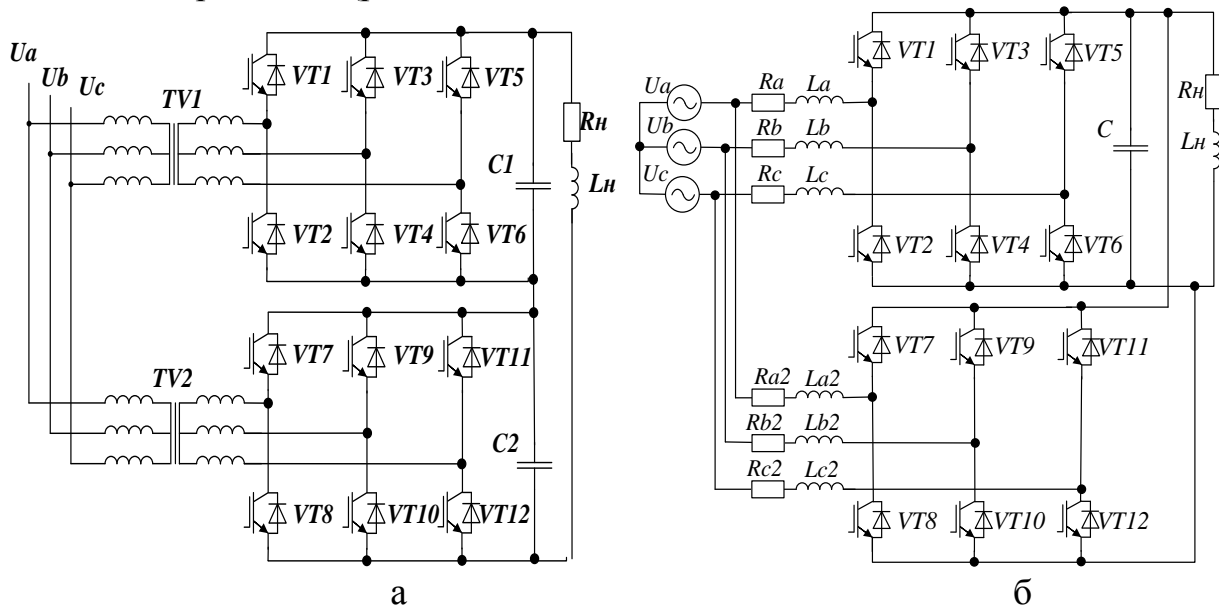 Ua
Ub
Uc
TV1
VT1
VT3
VT5
Rн
C1
Lн
VT2
VT4
VT6
VT7
VT9
VT11
TV2
C2
VT8
VT10
VT12
а
VT1
VT3
VT5
Ua
Ra
La
Rн
Ub
Rb
Lb
C
Lн
Uc
Rc
Lc
VT2
VT4
VT6
VT7
VT9
VT11
Ra2
La2
Rb2
Lb2
Rc2
Lc2
VT8
VT10
VT12
б